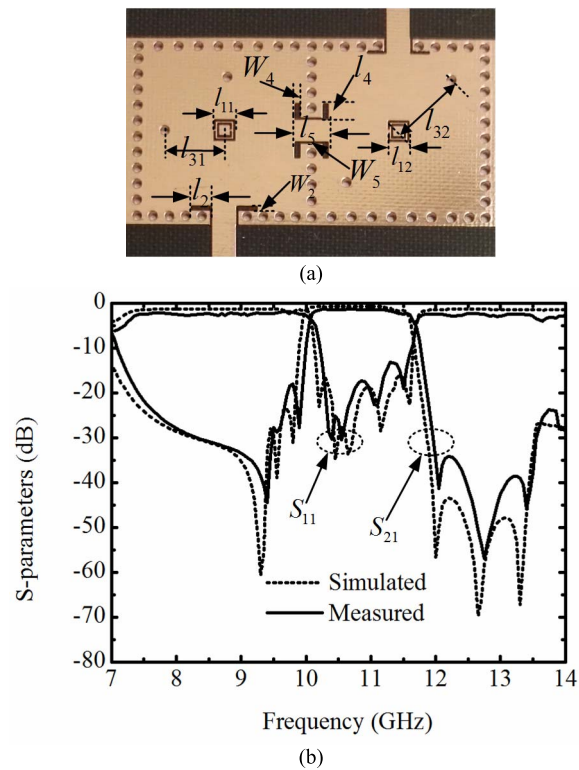 W4 l4
l11 l5 l32
l31 l12
l2 W2 W5
(a)
0
-10
-20
-30
-40
-50
-60
-70
-80
S-parameters (dB)
S11 S21
Simulated
Measured
7 8 9 10 11 12 13 14
Frequency (GHz)
(b)